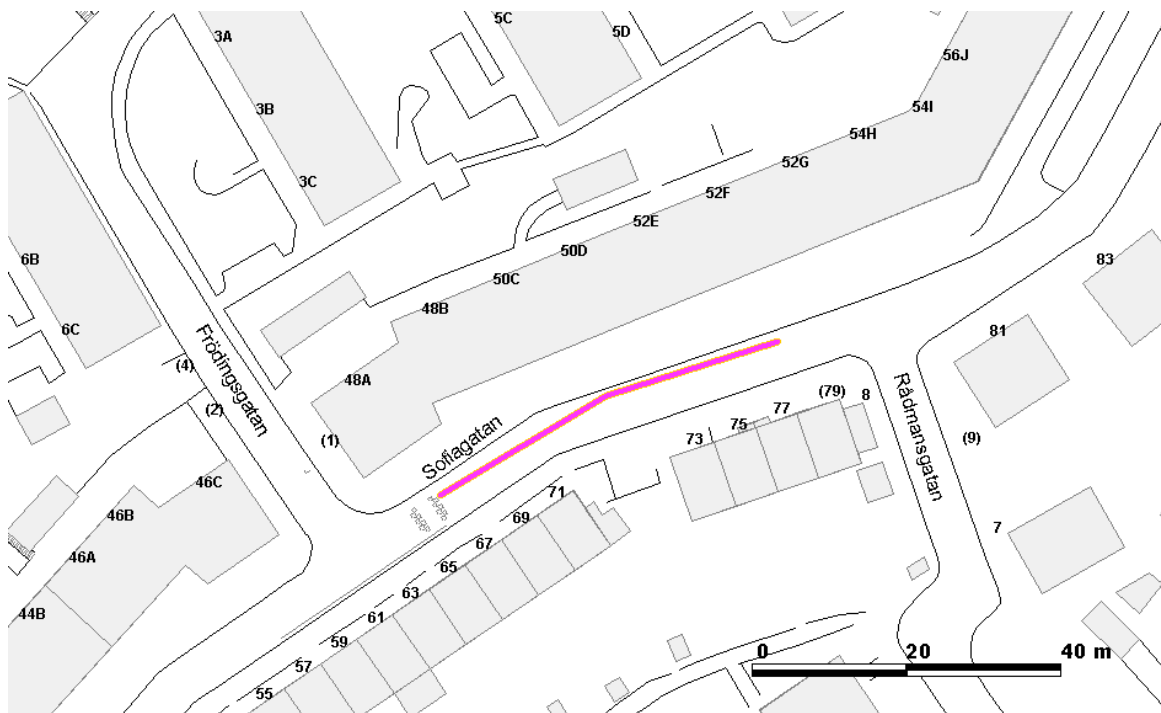 5C
3A
5D
56J
3B
54I
54H
52G
3C
52F
52E
6B
50D
83
50C
48B
6C
81
Frödingsgatan
(4)
48A
Rådmansgatan
(79)
8
(2)
77
75
73
(1)
(9)
Sofiagatan
46C
71
46B
69
7
67
46A
65
63
44B
61
59
0
20
40 m
57
55